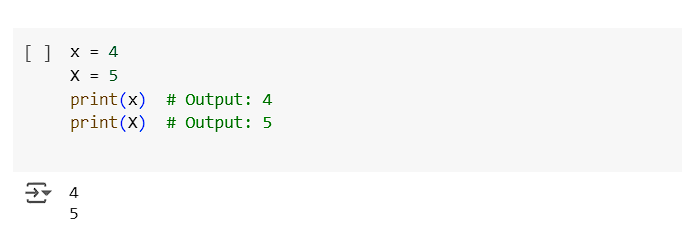 [ ] x = 4
X = 5
print(x)  # Output: 4
print(X)  # Output: 5
4
5